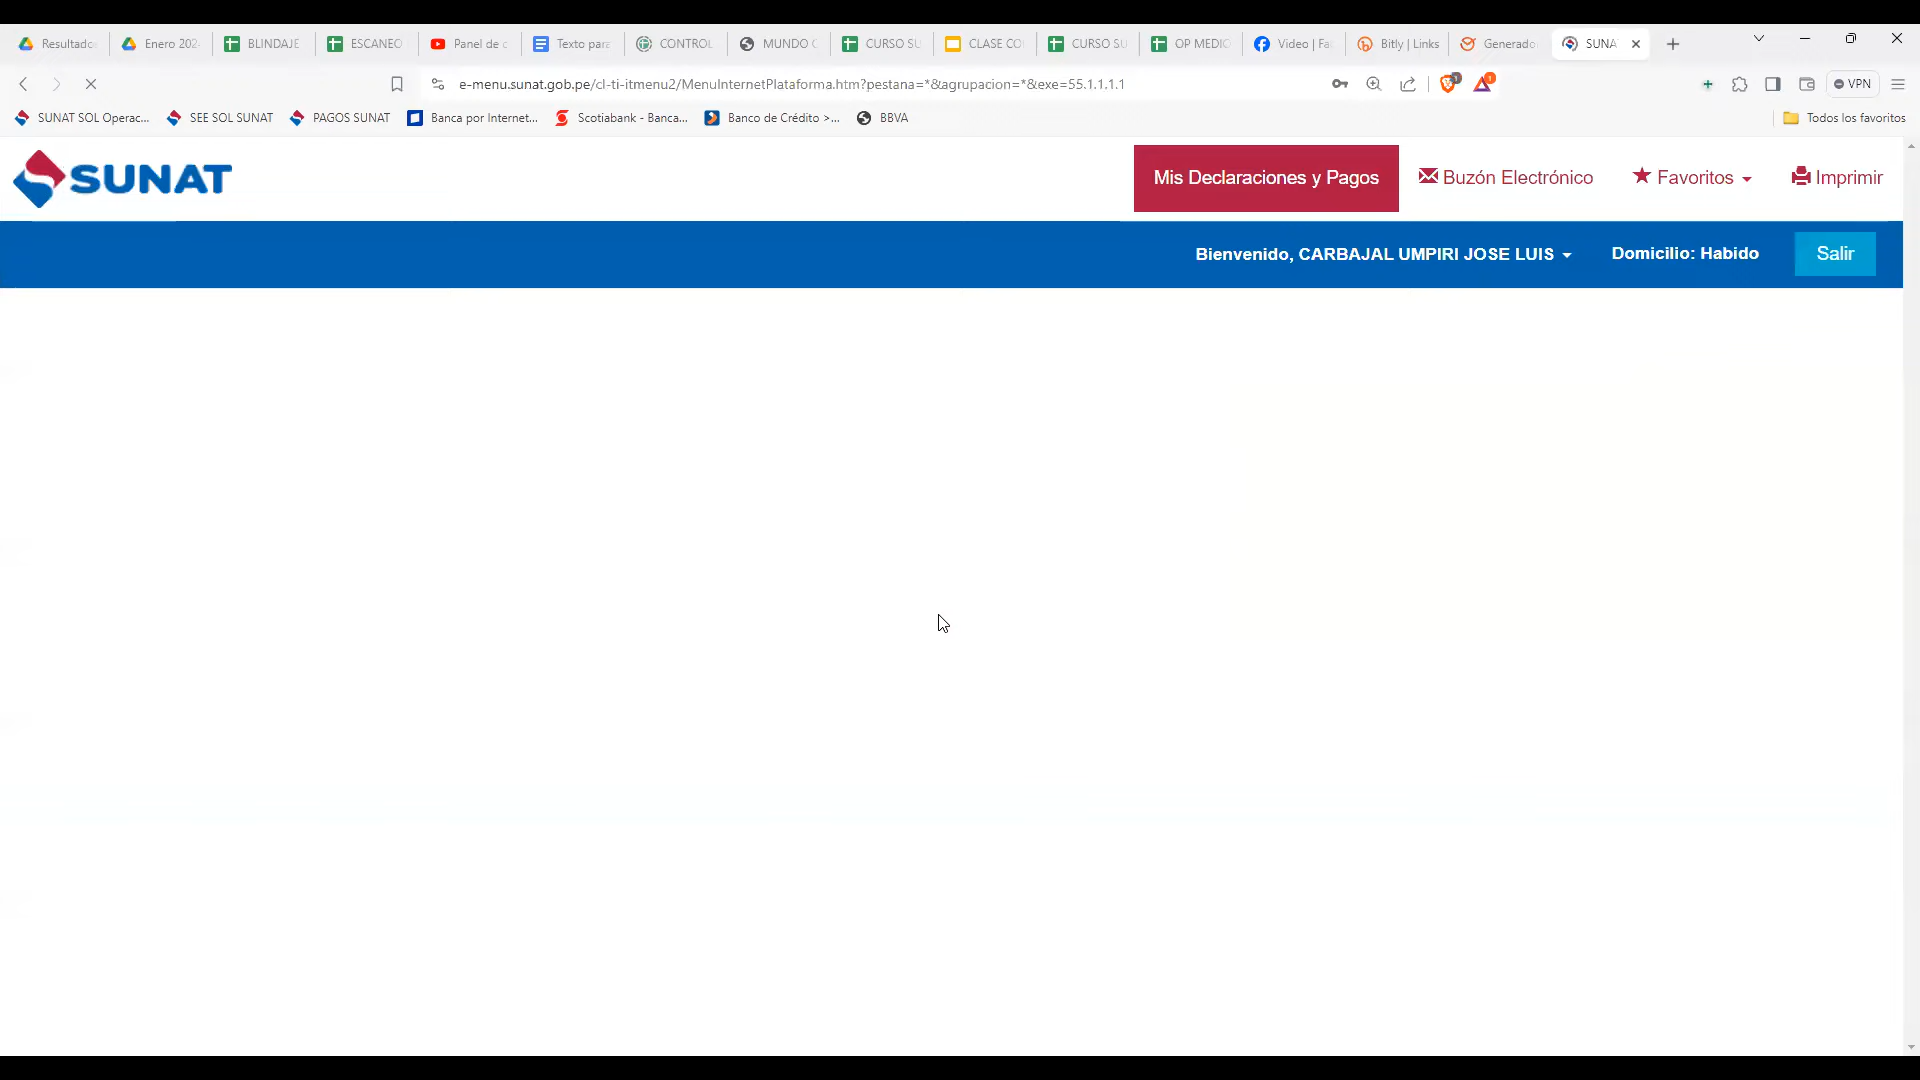 Resultado
Enero 202
BLINDAJE
ESCANEO
Panel de c
Texto para
CONTROL
MUNDO C
CURSO SU
CLASE CO
CURSO SU
OP MEDIO
Video | Fa
Bitly | Links
Generado
SUNA
e-menu.sunat.gob.pe/cl-ti-itmenu2/MenuInternetPlataforma.htm?pestana=*&agrupacion=*&exe=55.1.1.1.1
1
1
VPN
SUNAT SOL Operac...
SEE SOL SUNAT
PAGOS SUNAT
Banca por Internet...
Scotiabank - Banca...
Banco de Crédito >...
BBVA
Todos los favoritos
SUNAT
Mis Declaraciones y Pagos
Buzón Electrónico
Favoritos
Imprimir
Bienvenido, CARBAJAL UMPIRI JOSE LUIS
Domicilio: Habido
Salir